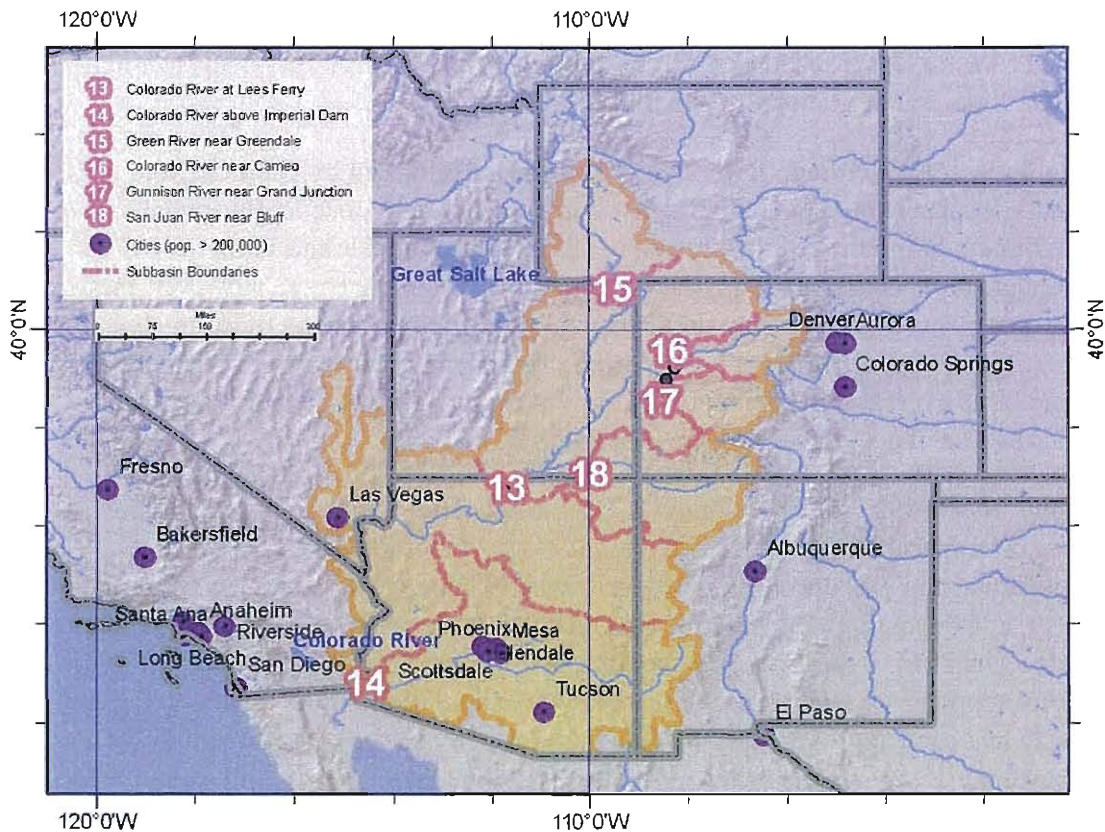 120°0'W 110°0'W
13 Colorado River at Lees Ferry
14 Colorado River above Imperial Dam
15 Green River near Greendale
16 Colorado River near Cameo
17 Gunnison River near Grand Junction
18 San Juan River near Bluff
Cities (pop. > 200,000)
Subbasin Boundaries
Miles
0 75 150 300
40°0'N
40°0'N
Great Salt Lake
15
Denver Aurora
16
Colorado Springs
17
Fresno
18
13
Las Vegas
Bakersfield
Albuquerque
Santa Ana Anaheim
Riverside
Colorado River
Phoenix Mesa
Long Beach
San Diego
Scottsdale
14
Tucson
El Paso
120°0'W 110°0'W